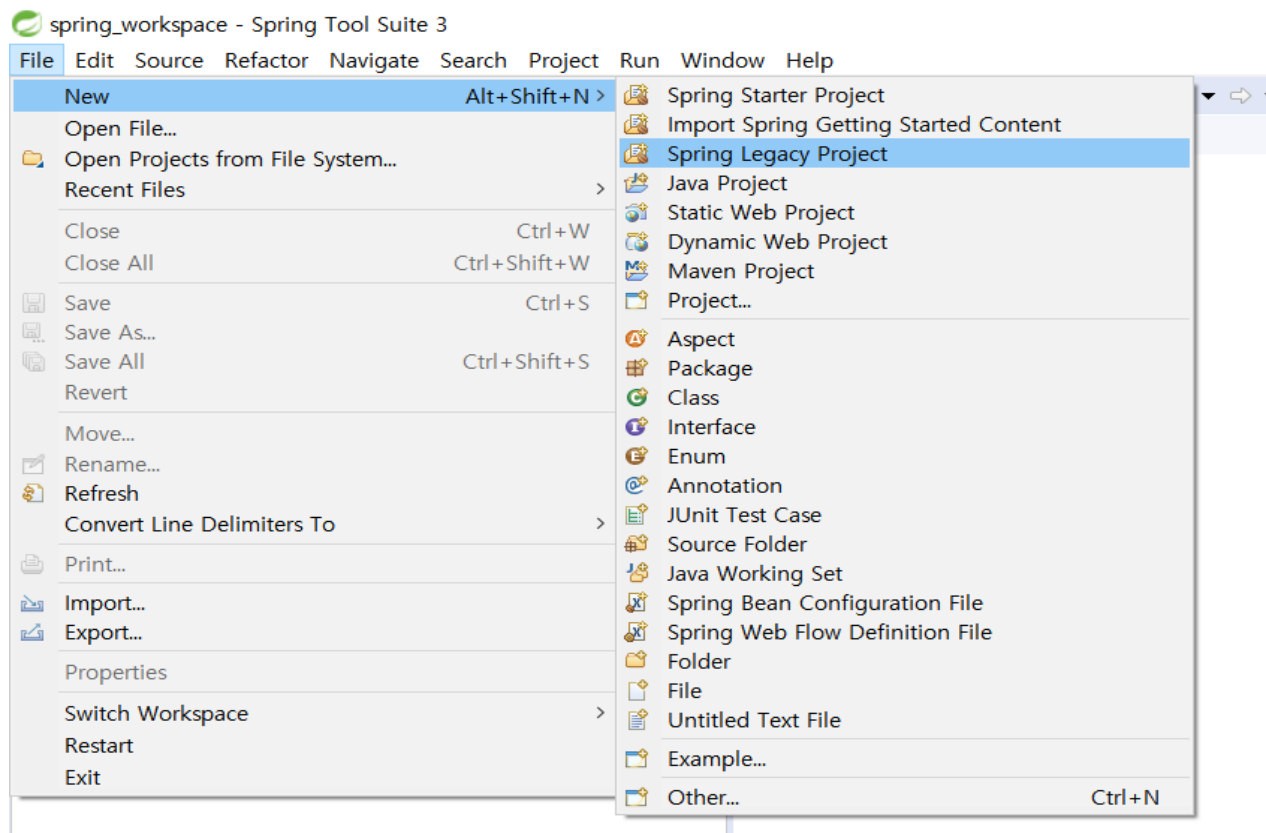 spring_workspace - Spring Tool Suite 3
File Edit Source Refactor Navigate Search Project Run Window Help
New Alt+Shift+N >
Open File...
Open Projects from File System...
Recent Files >
Close Ctrl+W
Close All Ctrl+Shift+W
Save Ctrl+S
Save As...
Save All Ctrl+Shift+S
Revert
Move...
Rename...
Refresh
Convert Line Delimiters To >
Print...
Import...
Export...
Properties
Switch Workspace >
Restart
Exit
Spring Starter Project
Import Spring Getting Started Content
Spring Legacy Project
Java Project
Static Web Project
Dynamic Web Project
Maven Project
Project...
Aspect
Package
Class
Interface
Enum
Annotation
JUnit Test Case
Source Folder
Java Working Set
Spring Bean Configuration File
Spring Web Flow Definition File
Folder
File
Untitled Text File
Example...
Other... Ctrl+N